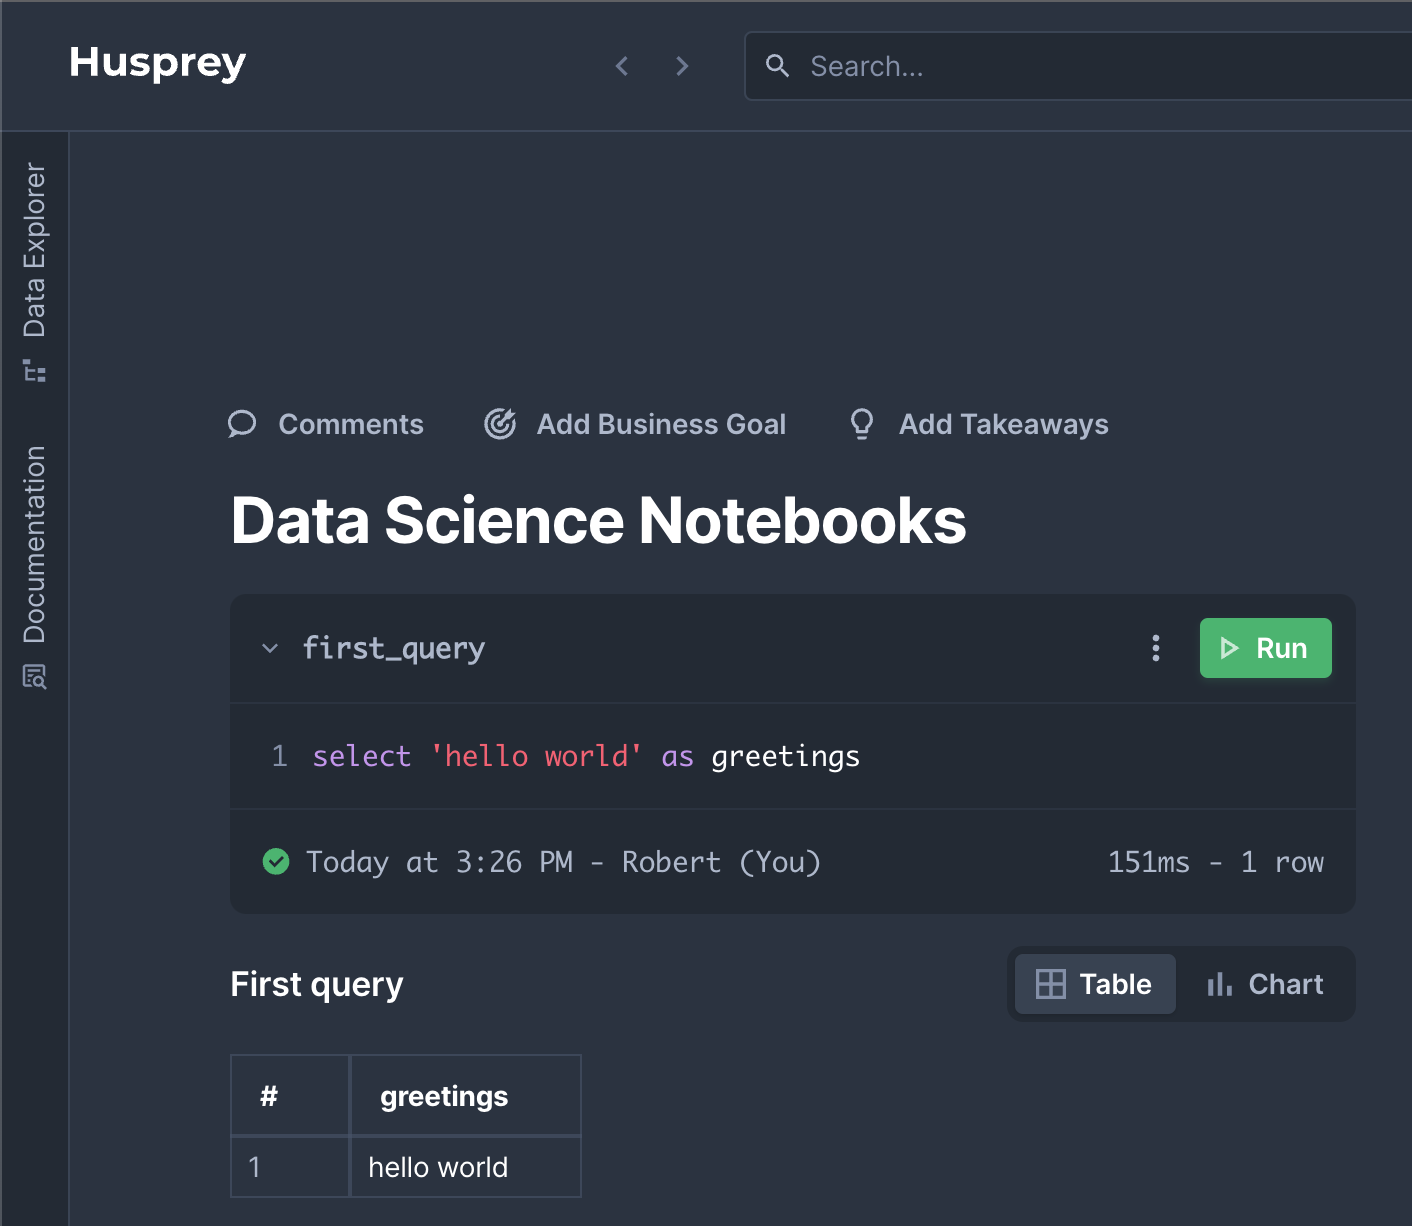 Husprey
Search...
Data Explorer
Documentation
Comments
Add Business Goal
Add Takeaways
Data Science Notebooks
first_query
Run
1 select 'hello world' as greetings
Today at 3:26 PM - Robert (You)
151ms - 1 row
First query
Table
Chart
# greetings
1 hello world